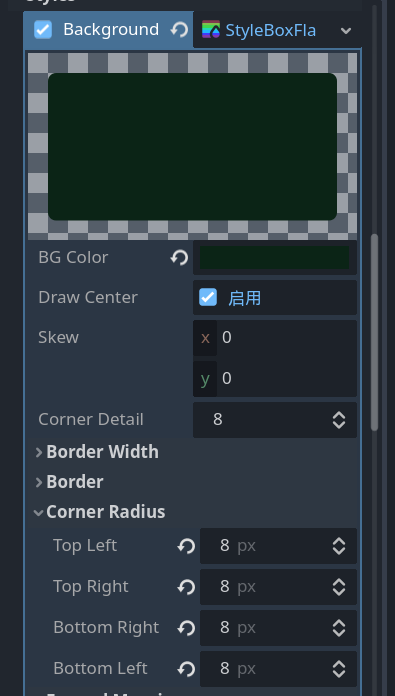 Background StyleBoxFla
BG Color
Draw Center 启用
Skew x 0
y 0
Corner Detail 8
Border Width
Border
Corner Radius
Top Left 8 px
Top Right 8 px
Bottom Right 8 px
Bottom Left 8 px